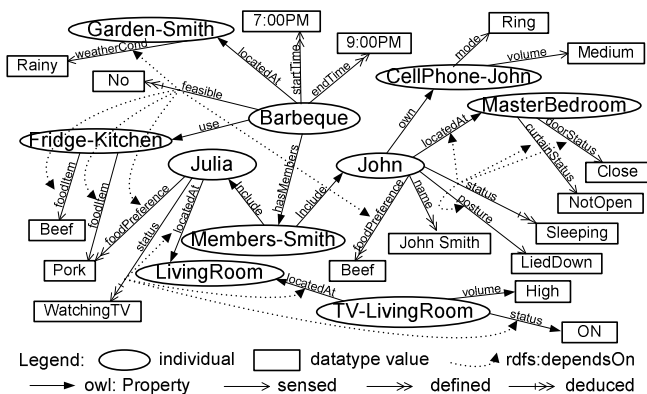 Garden-Smith
7:00PM
Ring
weatherCond
9:00PM
mode
volume
Medium
Rainy
locatedAt
startTime
endTime
CellPhone-John
No
feasible
MasterBedroom
Barbeque
own
locatedAt
doorStatus
use
curtainStatus
Fridge-Kitchen
Julia
John
Close
foodItem
foodItem
hasMembers
status
NotOpen
foodPreference
locatedAt
Include
Include
foodPreference
name
posture
Beef
status
Members-Smith
John Smith
Sleeping
Pork
LivingRoom
Beef
LiedDown
locatedAt
volume
High
WatchingTV
TV-LivingRoom
status
ON
Legend: individual datatype value rdfs:dependsOn
owl: Property sensed defined deduced